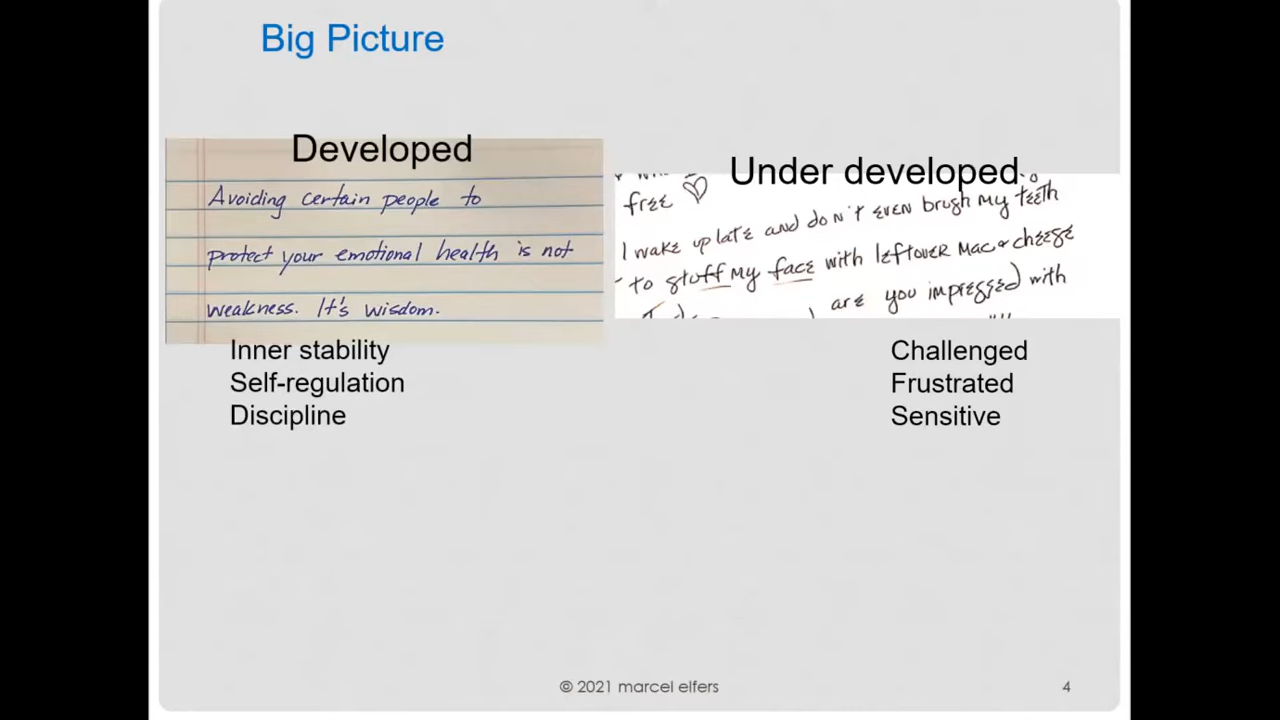 Big Picture
Developed
Avoiding certain people to
protect your emotional health is not
weakness. It's wisdom.
Inner stability
Self-regulation
Discipline
Under developed
free ♡
I wake up late and don't even brush my teeth
to stuff my face with leftover mac & cheese
are you impressed) with
Challenged
Frustrated
Sensitive
© 2021 marcel elfers
4